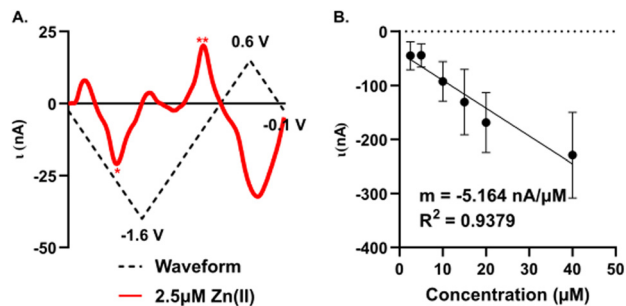 A.
25
0
-25
-50
ι (nA)
**
*
0.6 V
-0.1 V
-1.6 V
Waveform
2.5μM Zn(II)
B.
0
-100
-200
-300
-400
ι(nA)
m = -5.164 nA/μM
R² = 0.9379
0 10 20 30 40 50
Concentration (μM)